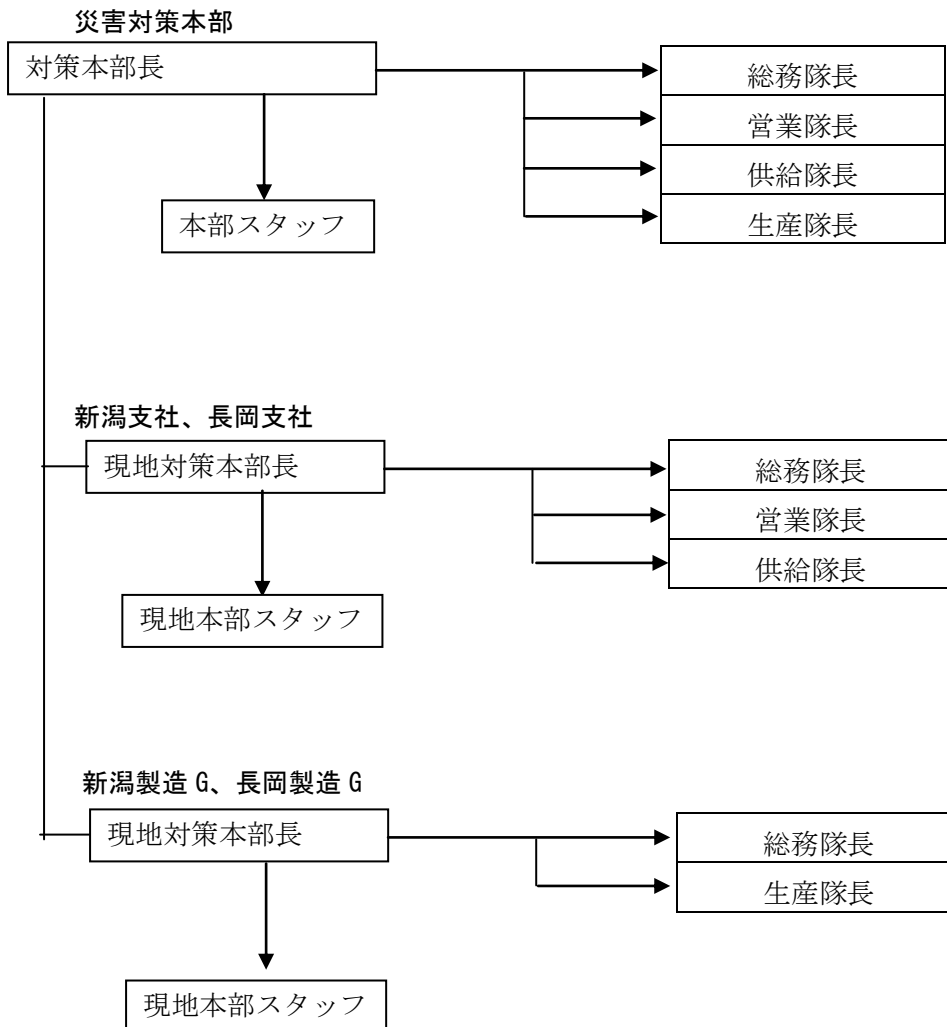 災害対策本部
対策本部長
総務隊長
営業隊長
供給隊長
生産隊長
本部スタッフ
新潟支社、長岡支社
現地対策本部長
総務隊長
営業隊長
供給隊長
現地本部スタッフ
新潟製造 G、長岡製造 G
現地対策本部長
総務隊長
生産隊長
現地本部スタッフ